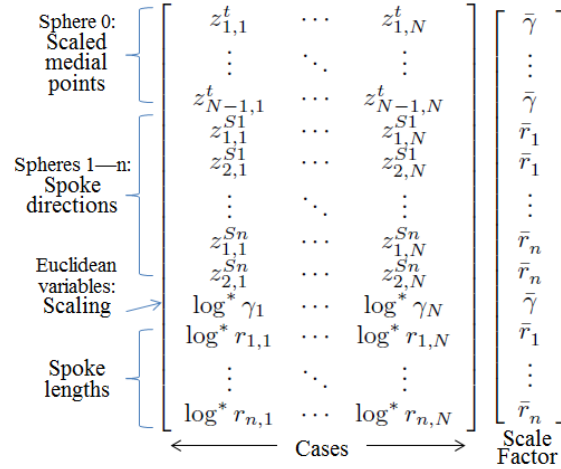 Sphere 0:
Scaled
medial
points
Spheres 1—n:
Spoke
directions
Euclidean
variables:
Scaling
Spoke
lengths
z^t_{1,1} ⋯ z^t_{1,N} γ̄
⋮ ⋱ ⋮ ⋮
z^t_{N−1,1} ⋯ z^t_{N−1,N} γ̄
z^{S1}_{1,1} ⋯ z^{S1}_{1,N} r̄_1
z^{S1}_{2,1} ⋯ z^{S1}_{2,N} r̄_1
⋮ ⋱ ⋮ ⋮
z^{Sn}_{1,1} ⋯ z^{Sn}_{1,N} r̄_n
z^{Sn}_{2,1} ⋯ z^{Sn}_{2,N} r̄_n
log* γ_1 ⋯ log* γ_N γ̄
log* r_{1,1} ⋯ log* r_{1,N} r̄_1
⋮ ⋱ ⋮ ⋮
log* r_{n,1} ⋯ log* r_{n,N} r̄_n
Cases
Scale
Factor